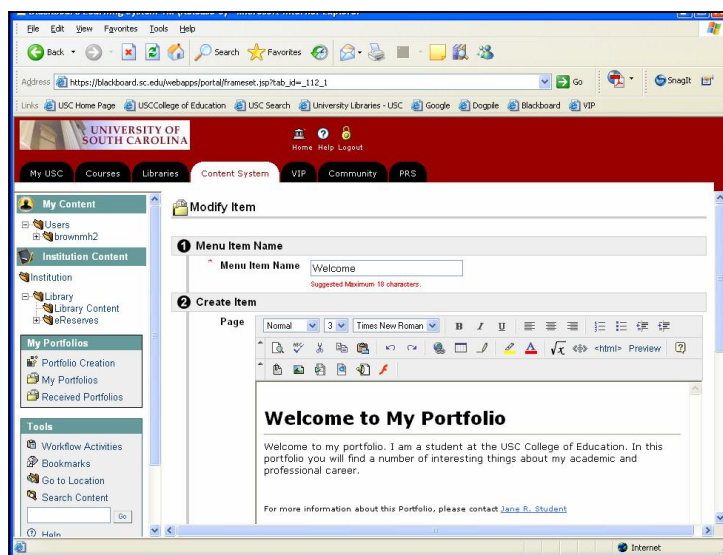 File Edit View Favorites Tools Help
Back Search Favorites
Address https://blackboard.sc.edu/webapps/portal/frameset.jsp?tab_id=_112_1 Go SnagIt
Links USC Home Page USCCollege of Education USC Search University Libraries - USC Google Dogpile Blackboard VIP
UNIVERSITY OF
SOUTH CAROLINA
Home Help Logout
My USC Courses Libraries Content System VIP Community PRS
My Content
Users
brownmh2
Institution Content
Institution
Library
Library Content
eReserves
My Portfolios
Portfolio Creation
My Portfolios
Received Portfolios
Tools
Workflow Activities
Bookmarks
Go to Location
Search Content
Go
Help
Modify Item
1 Menu Item Name
* Menu Item Name Welcome
Suggested Maximum 18 characters.
2 Create Item
Page Normal 3 Times New Roman B I U
ABC <html> Preview
Welcome to My Portfolio
Welcome to my portfolio. I am a student at the USC College of Education. In this
portfolio you will find a number of interesting things about my academic and
professional career.
For more information about this Portfolio, please contact Jane R. Student
Internet